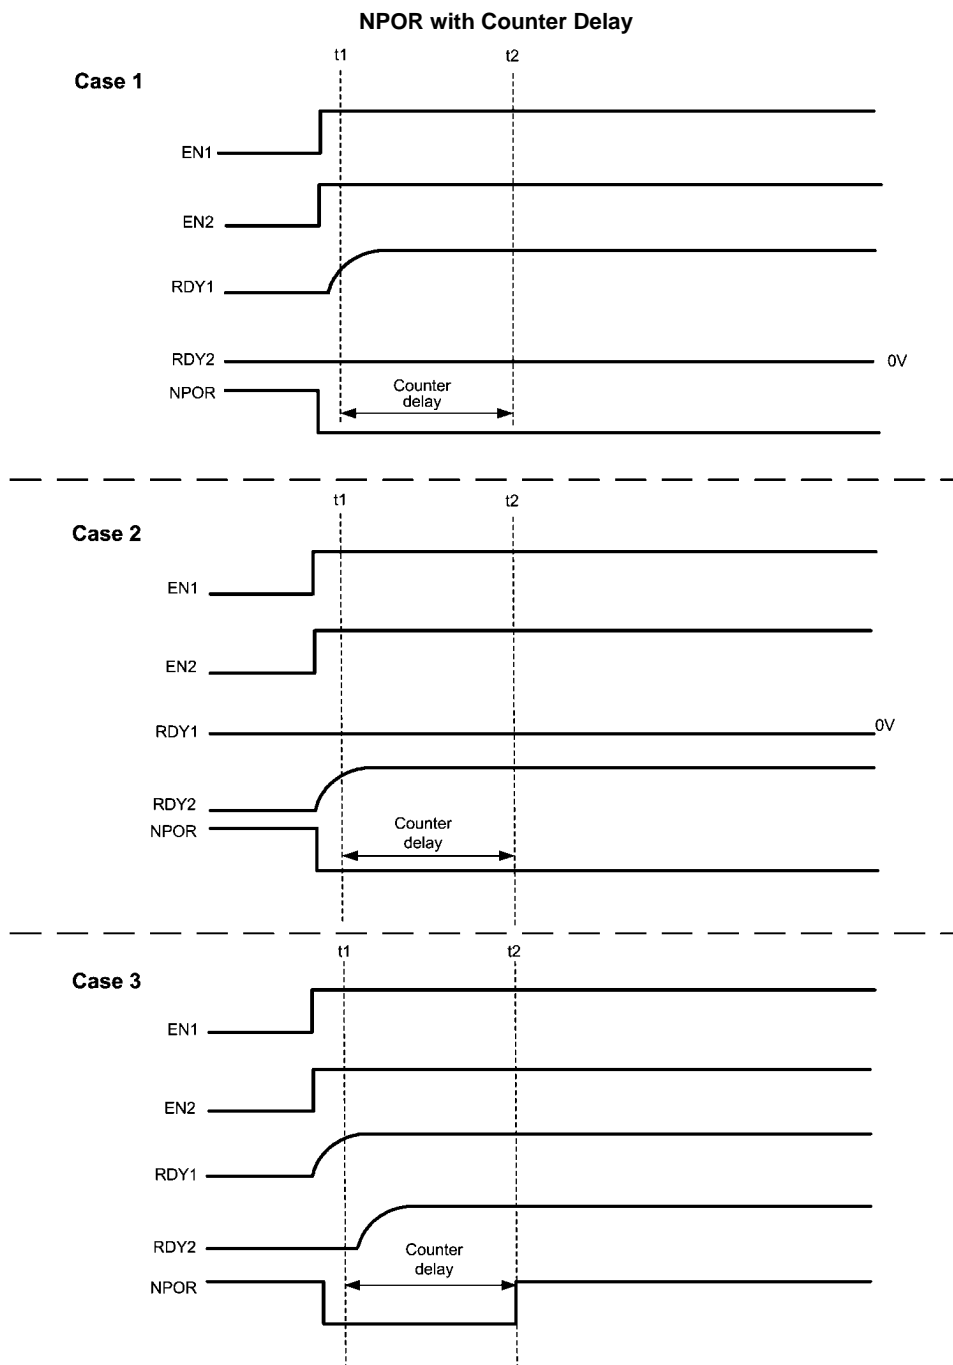 NPOR with Counter Delay
t1 t2
Case 1
EN1
EN2
RDY1
RDY2 0V
NPOR
Counter
delay
t1 t2
Case 2
EN1
EN2
RDY1 0V
RDY2
NPOR
Counter
delay
t1 t2
Case 3
EN1
EN2
RDY1
RDY2
NPOR
Counter
delay